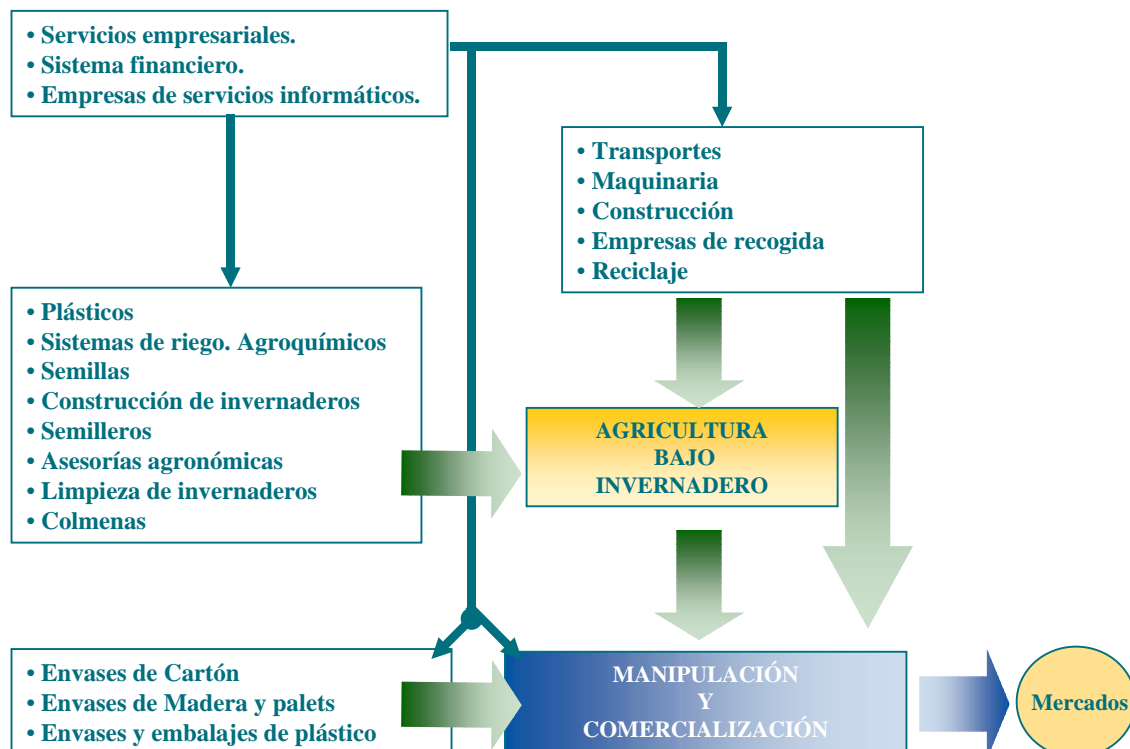 • Servicios empresariales.
• Sistema financiero.
• Empresas de servicios informáticos.
• Transportes
• Maquinaria
• Construcción
• Empresas de recogida
• Reciclaje
• Plásticos
• Sistemas de riego. Agroquímicos
• Semillas
• Construcción de invernaderos
• Semilleros
• Asesorías agronómicas
• Limpieza de invernaderos
• Colmenas
AGRICULTURA
BAJO
INVERNADERO
• Envases de Cartón
• Envases de Madera y palets
• Envases y embalajes de plástico
MANIPULACIÓN
Y
COMERCIALIZACIÓN
Mercados